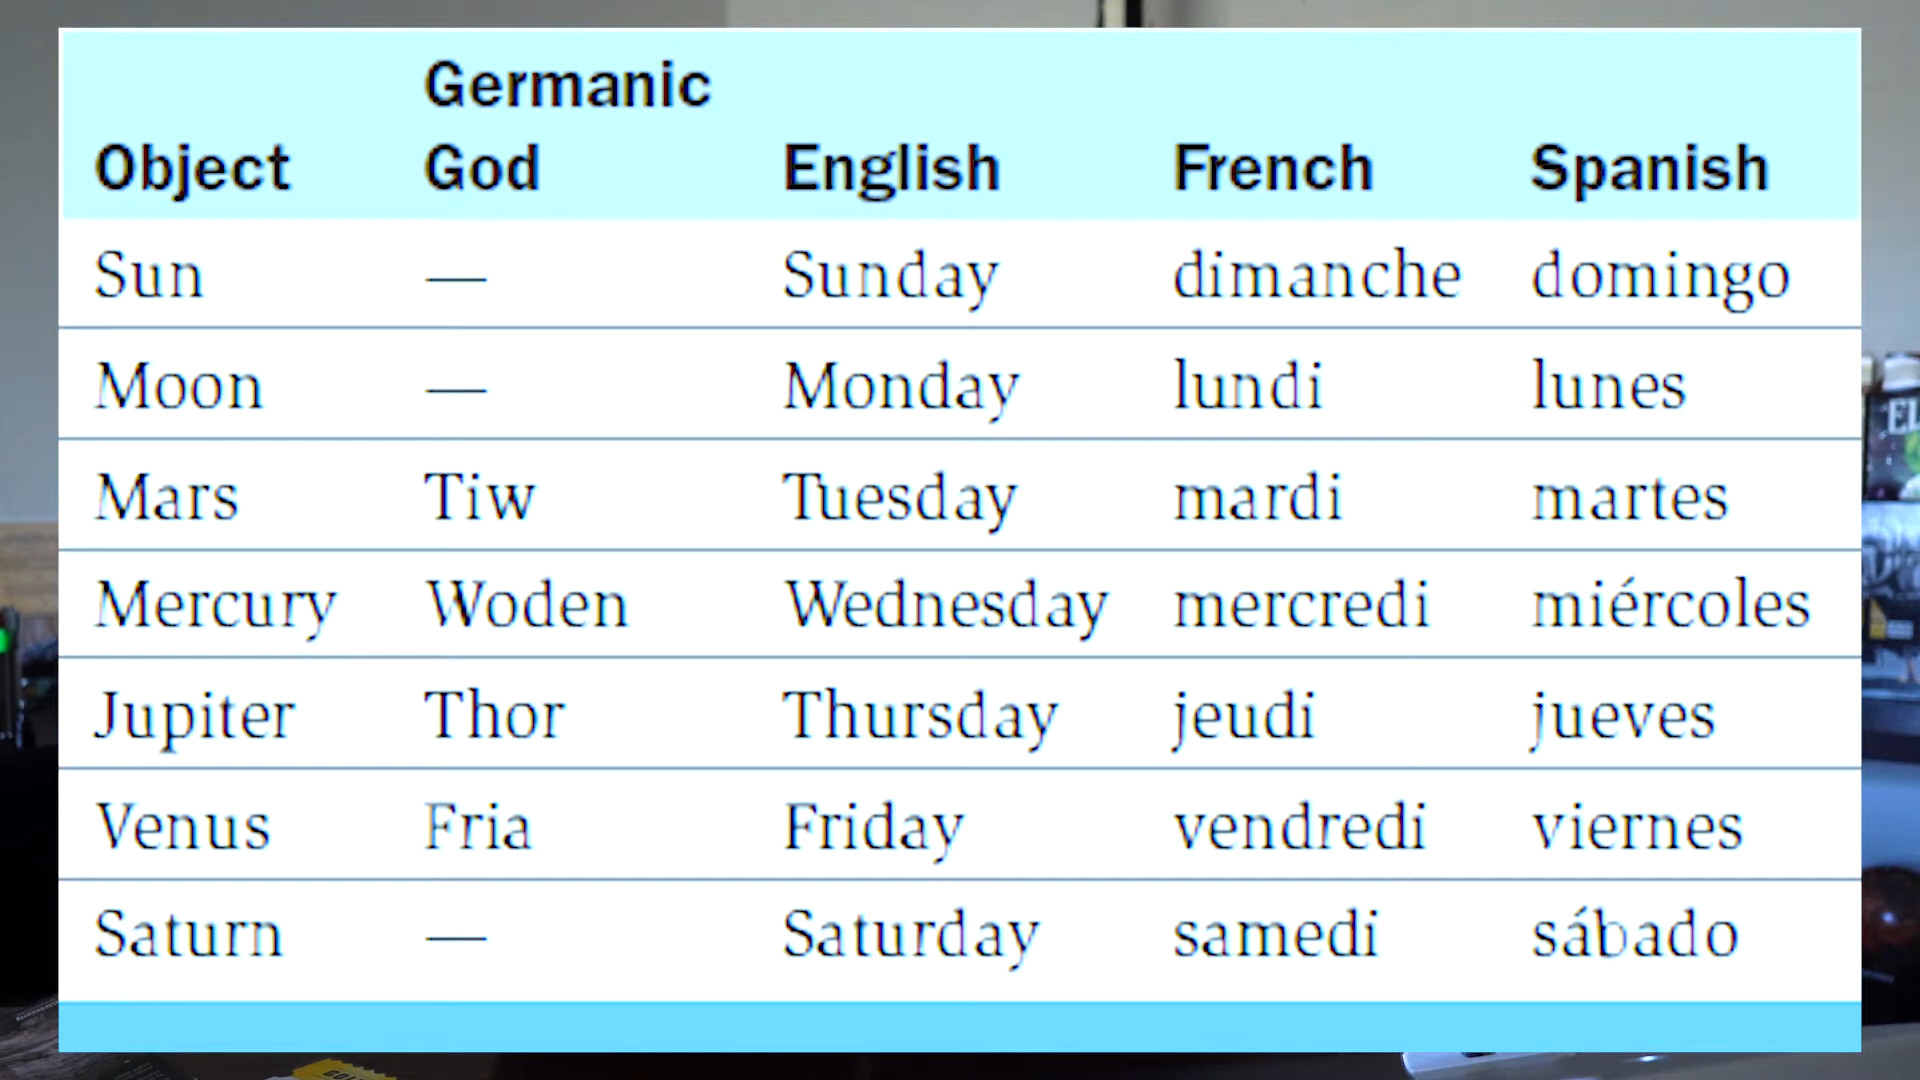 Object Germanic God English French Spanish
Sun — Sunday dimanche domingo
Moon — Monday lundi lunes
Mars Tiw Tuesday mardi martes
Mercury Woden Wednesday mercredi miércoles
Jupiter Thor Thursday jeudi jueves
Venus Fria Friday vendredi viernes
Saturn — Saturday samedi sábado